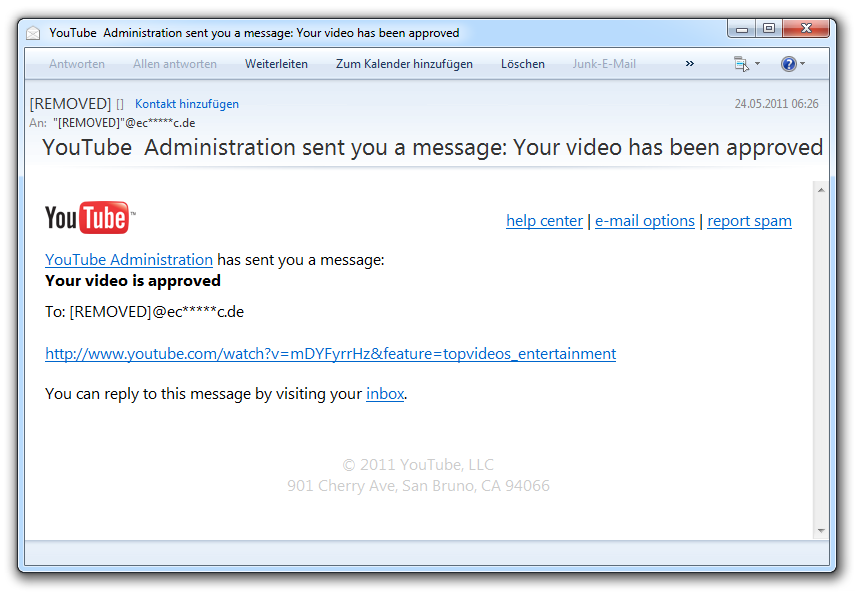 YouTube  Administration sent you a message: Your video has been approved
Antworten Allen antworten Weiterleiten Zum Kalender hinzufügen Löschen Junk-E-Mail »
[REMOVED] [] Kontakt hinzufügen 24.05.2011 06:26
An: "[REMOVED]"@ec*****c.de
YouTube  Administration sent you a message: Your video has been approved
YouTube™ help center | e-mail options | report spam
YouTube Administration has sent you a message:
Your video is approved
To: [REMOVED]@ec*****c.de
http://www.youtube.com/watch?v=mDYFyrrHz&feature=topvideos_entertainment
You can reply to this message by visiting your inbox.
© 2011 YouTube, LLC
901 Cherry Ave, San Bruno, CA 94066